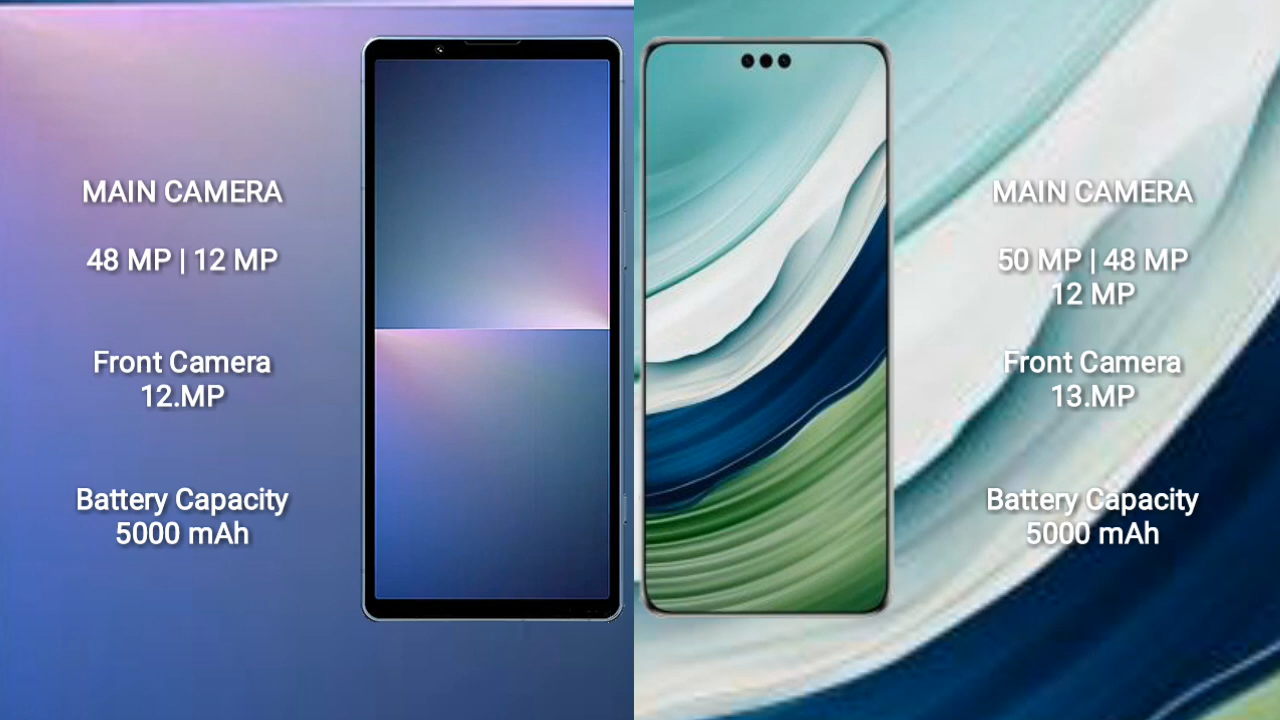 MAIN CAMERA
48 MP | 12 MP
Front Camera
12.MP
Battery Capacity
5000 mAh
MAIN CAMERA
50 MP | 48 MP
12 MP
Front Camera
13.MP
Battery Capacity
5000 mAh